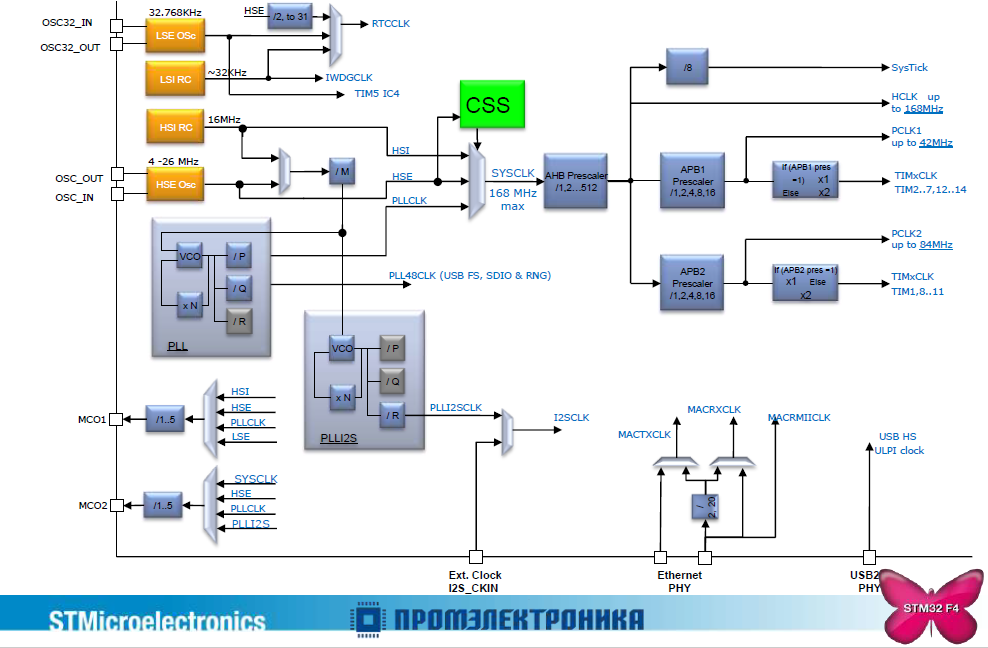 OSC32_IN
OSC32_OUT
32.768KHz
LSE OSc
HSE
/2, to 31
RTCCLK
LSI RC
~32KHz
IWDGCLK
TIM5 IC4
HSI RC
16MHz
4 -26 MHz
OSC_OUT
OSC_IN
HSE Osc
/ M
CSS
HSI
HSE
PLLCLK
SYSCLK
168 MHz
max
AHB Prescaler
/1,2...512
/8
SysTick
HCLK up
to 168MHz
PCLK1
up to 42MHz
APB1
Prescaler
/1,2,4,8,16
If (APB1 pres
=1) x1
Else x2
TIMxCLK
TIM2..7,12..14
PCLK2
up to 84MHz
APB2
Prescaler
/1,2,4,8,16
If (APB2 pres =1)
x1 Else
x2
TIMxCLK
TIM1,8..11
VCO
/ P
/ Q
x N
/ R
PLL
PLL48CLK (USB FS, SDIO & RNG)
VCO
/ P
/ Q
x N
/ R
PLLI2S
PLLI2SCLK
I2SCLK
MCO1
/1..5
HSI
HSE
PLLCLK
LSE
MCO2
/1..5
SYSCLK
HSE
PLLCLK
PLLI2S
MACTXCLK
MACRXCLK
MACRMIICLK
/
2, 20
USB HS
ULPI clock
Ext. Clock
I2S_CKIN
Ethernet
PHY
USB2
PHY
STMicroelectronics
ПРОМЭЛЕКТРОНИКА
STM32 F4